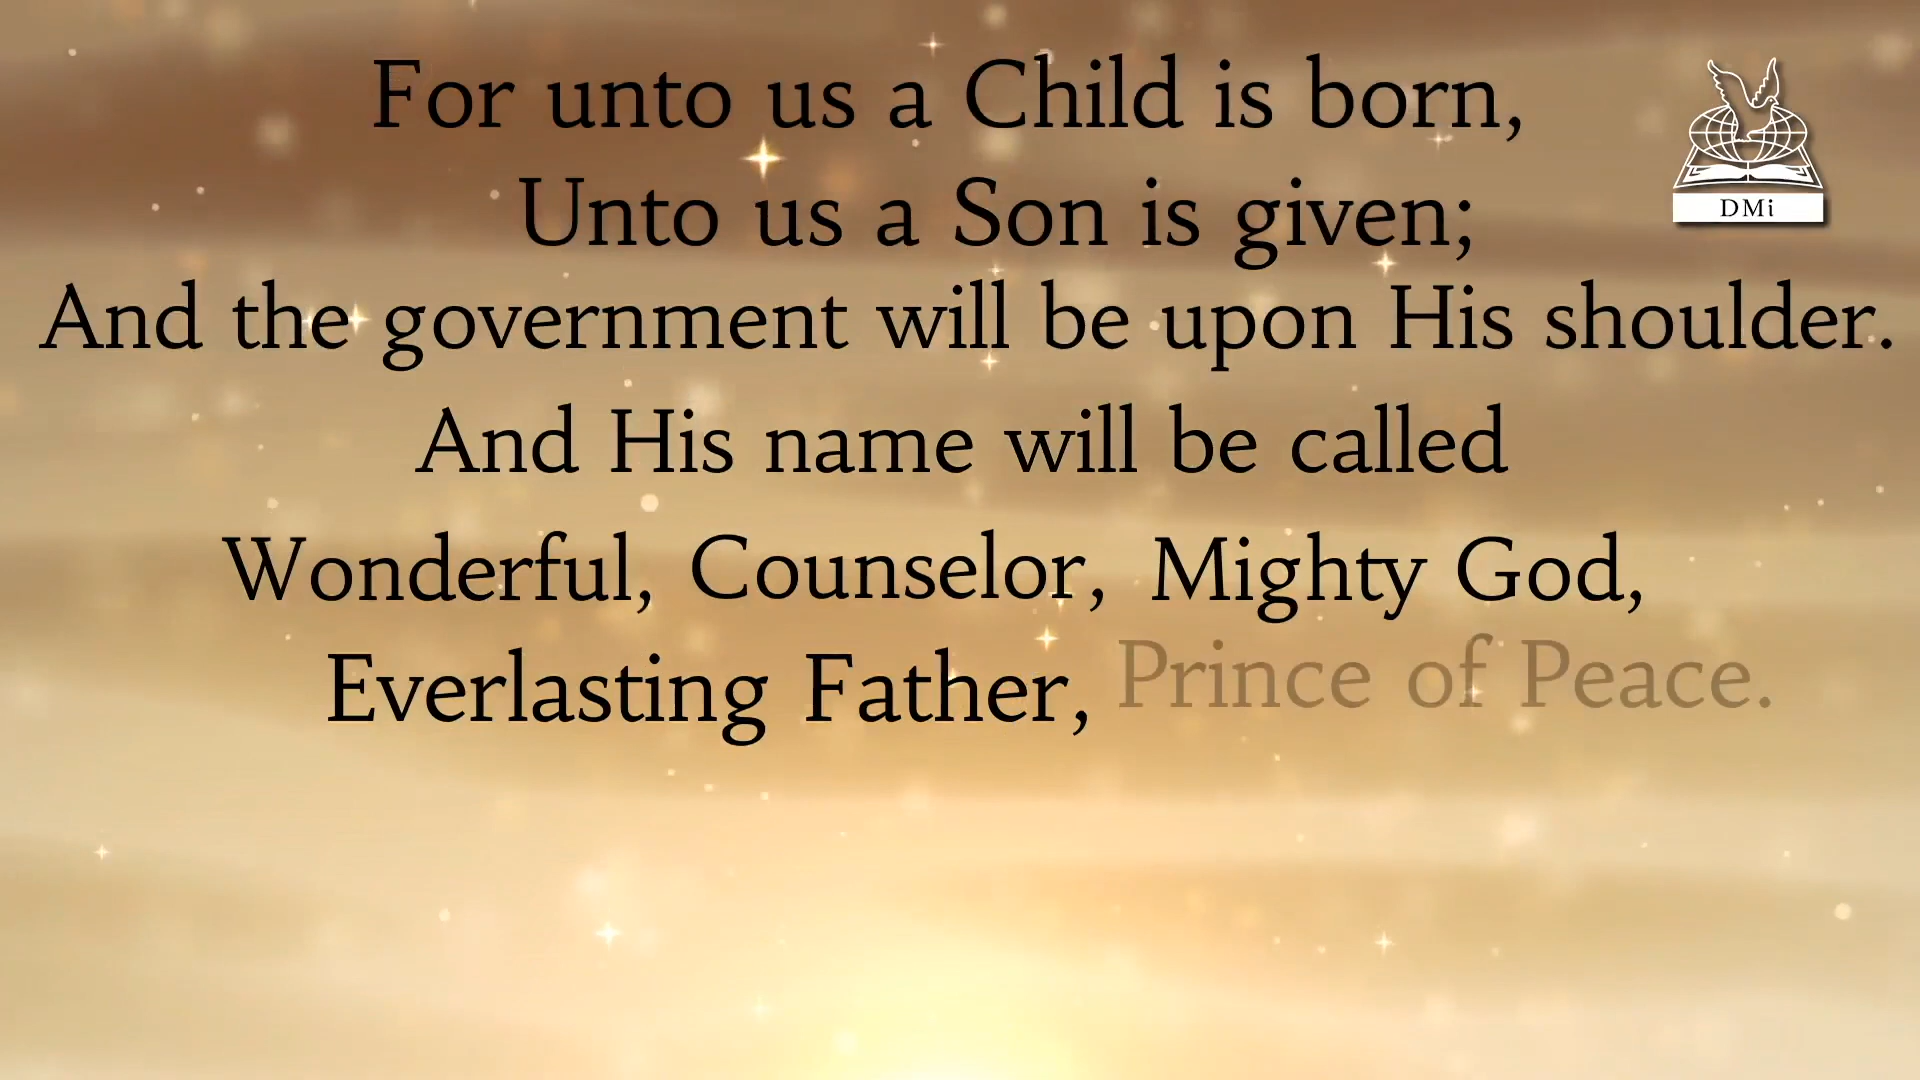 For unto us a Child is born,
Unto us a Son is given;
And the government will be upon His shoulder.
And His name will be called
Wonderful, Counselor, Mighty God,
Everlasting Father, Prince of Peace.
DMi